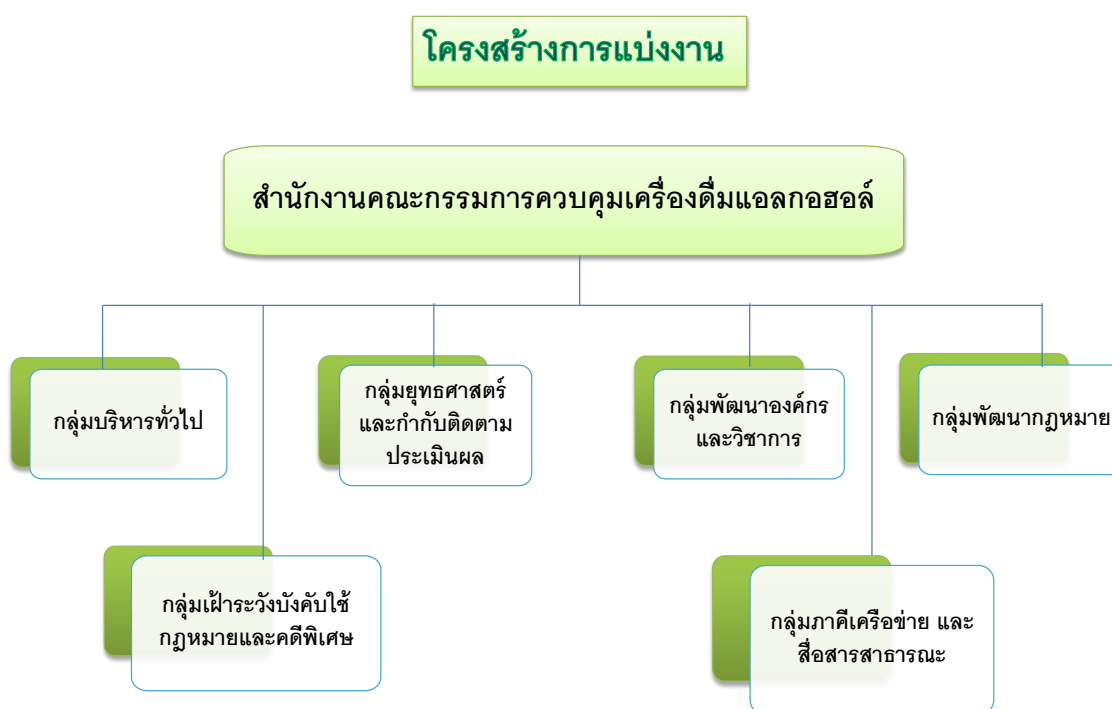 โครงสร้างการแบ่งงาน
สำนักงานคณะกรรมการควบคุมเครื่องดื่มแอลกอฮอล์
กลุ่มบริหารทั่วไป
กลุ่มยุทธศาสตร์
และกำกับติดตาม
ประเมินผล
กลุ่มพัฒนาองค์กร
และวิชาการ
กลุ่มพัฒนากฎหมาย
กลุ่มเฝ้าระวังบังคับใช้
กฎหมายและคดีพิเศษ
กลุ่มภาคีเครือข่าย และ
สื่อสารสาธารณะ